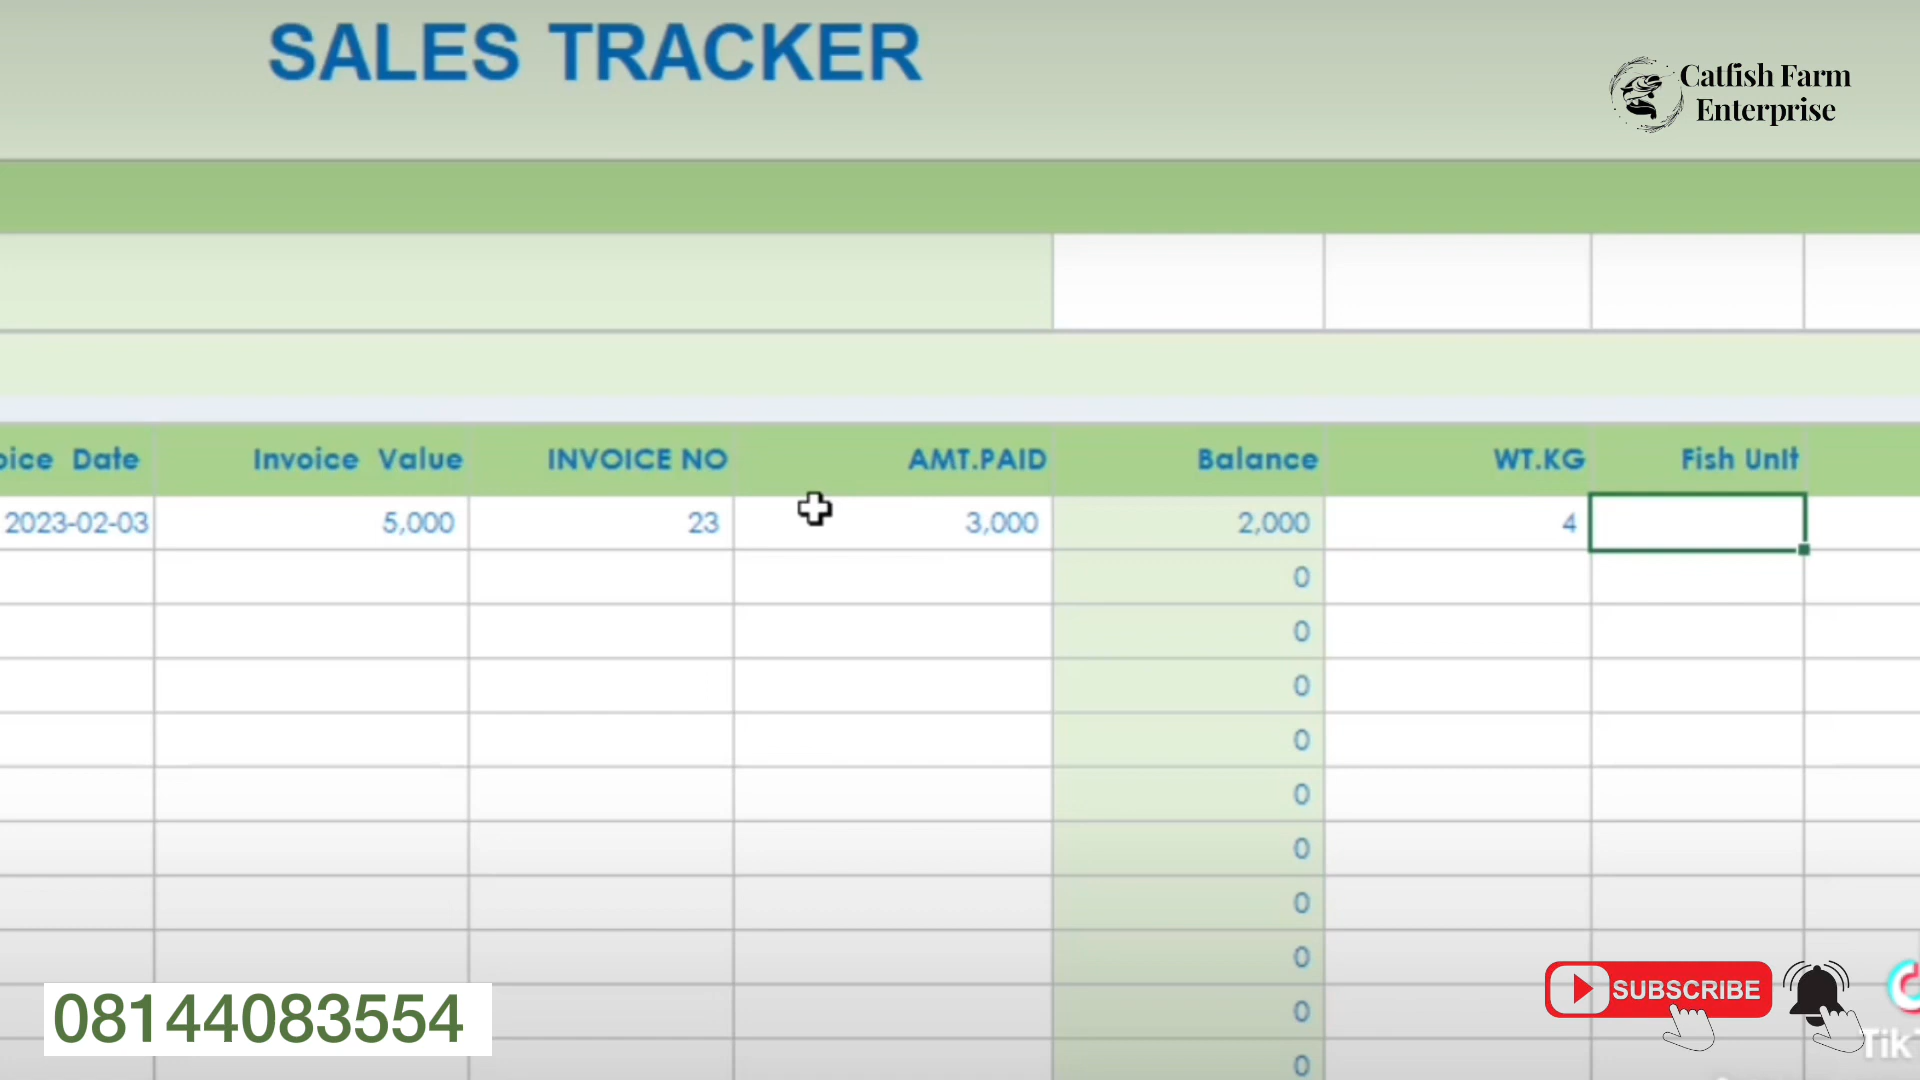 SALES TRACKER
Catfish Farm
Enterprise
oice Date Invoice Value INVOICE NO AMT.PAID Balance WT.KG Fish UnIt
2023-02-03 5,000 23 3,000 2,000 4
0
0
0
0
0
0
0
0
0
0
SUBSCRIBE
08144083554
Tik